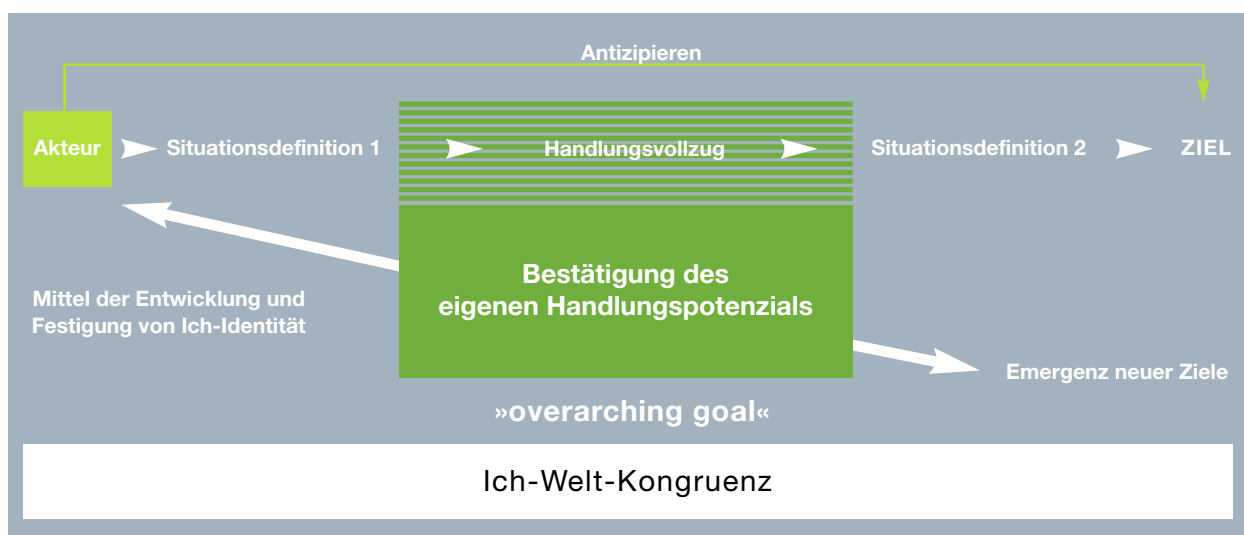 Antizipieren
Akteur
Situationsdefinition 1
Handlungsvollzug
Situationsdefinition 2
ZIEL
Bestätigung des
eigenen Handlungspotenzials
Mittel der Entwicklung und
Festigung von Ich-Identität
Emergenz neuer Ziele
»overarching goal«
Ich-Welt-Kongruenz